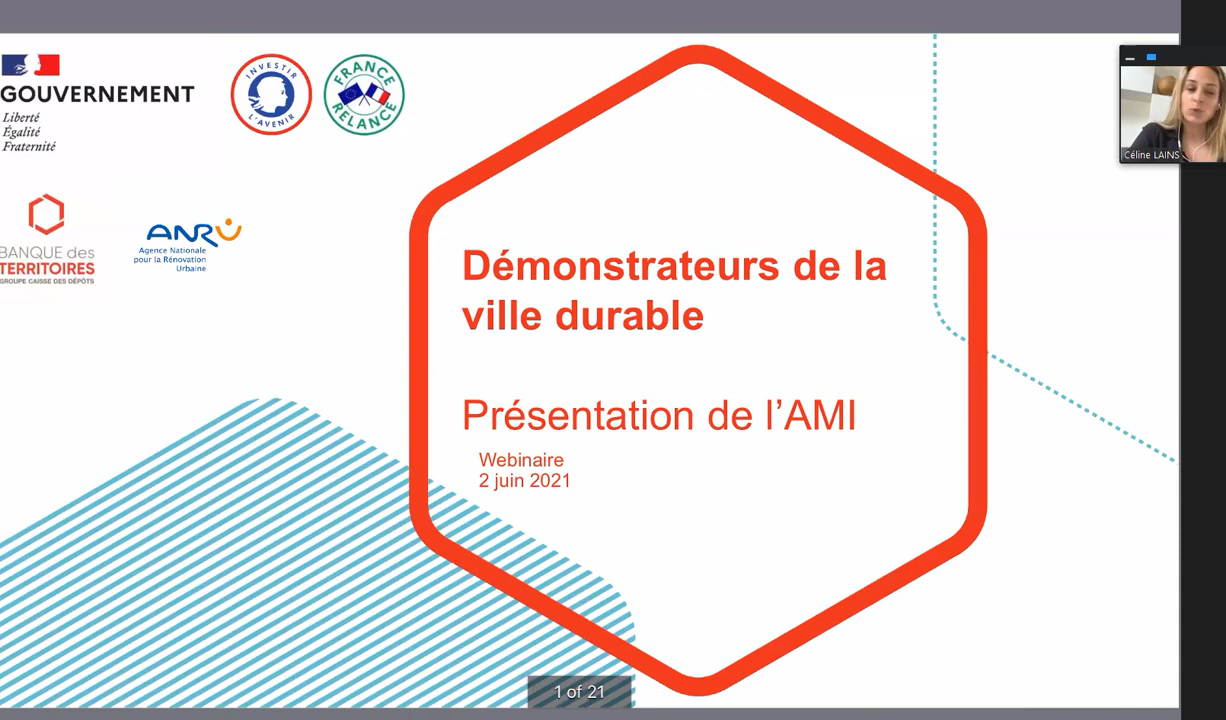 GOUVERNEMENT
Liberté
Égalité
Fraternité
INVESTIR
L'AVENIR
FRANCE
RELANCE
BANQUE des
TERRITOIRES
GROUPE CAISSE DES DÉPÔTS
ANRU
Agence Nationale
pour la Rénovation
Urbaine
Démonstrateurs de la
ville durable
Présentation de l’AMI
Webinaire
2 juin 2021
Céline LAINS
1 of 21